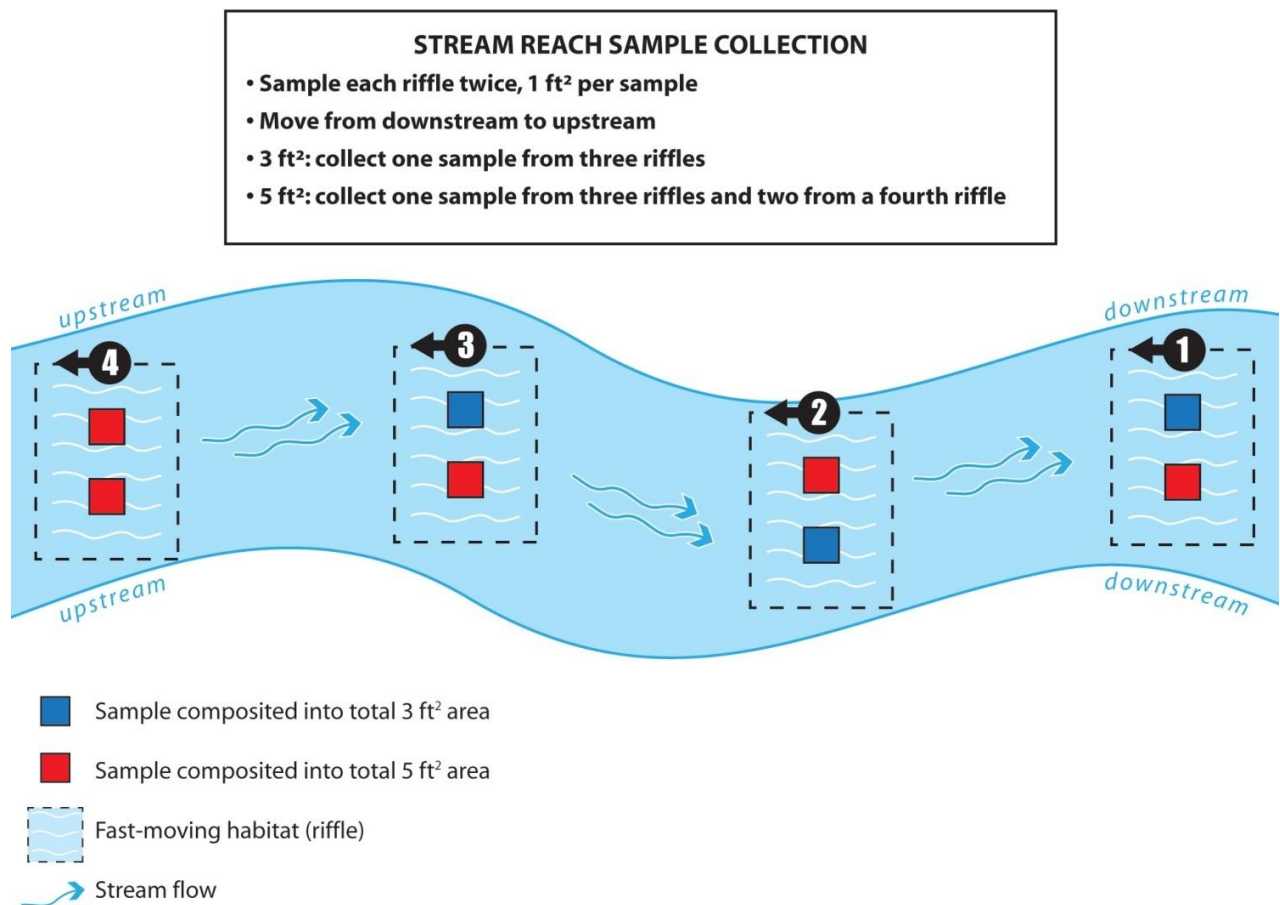 STREAM REACH SAMPLE COLLECTION
• Sample each riffle twice, 1 ft² per sample
• Move from downstream to upstream
• 3 ft²: collect one sample from three riffles
• 5 ft²: collect one sample from three riffles and two from a fourth riffle
upstream
downstream
4
3
2
1
upstream
downstream
Sample composited into total 3 ft² area
Sample composited into total 5 ft² area
Fast-moving habitat (riffle)
Stream flow